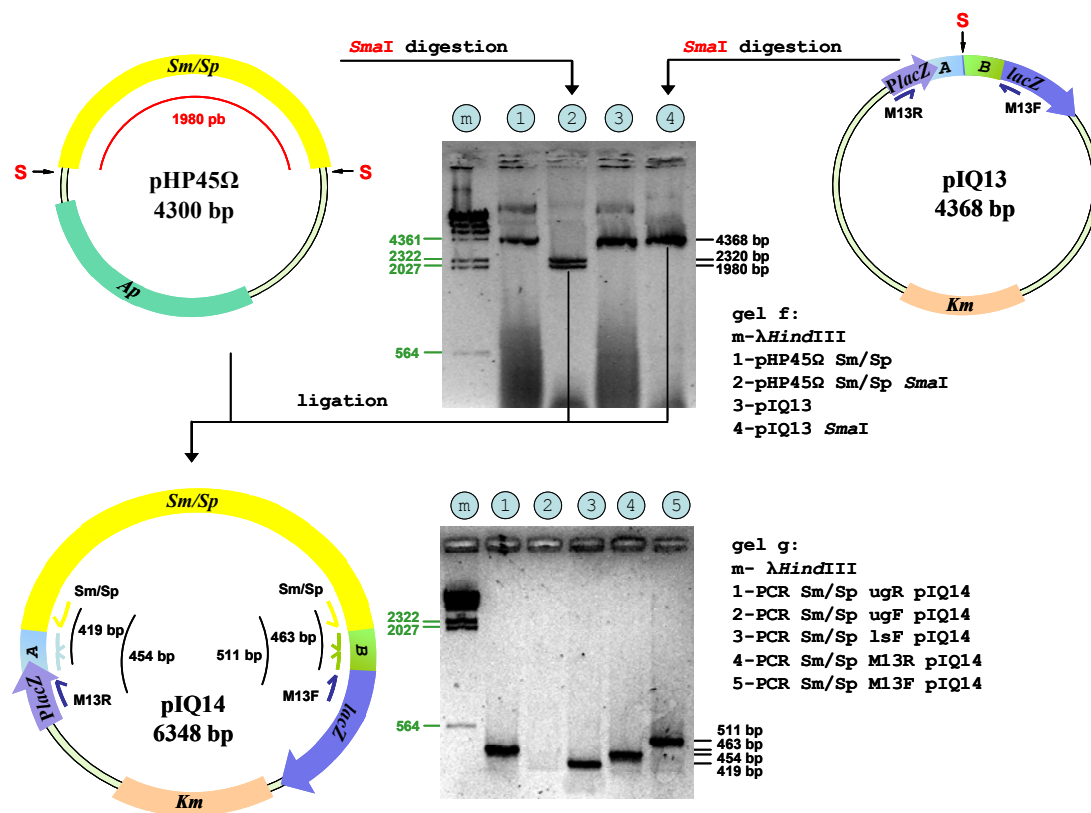 SmaI digestion
SmaI digestion
S
Sm/Sp
1980 pb
S
S
pHP45Ω
4300 bp
Ap
m 1 2 3 4
4361
2322
2027
564
4368 bp
2320 bp
1980 bp
PlacZ A B lacZ
M13R
M13F
pIQ13
4368 bp
Km
gel f:
m-λHindIII
1-pHP45Ω Sm/Sp
2-pHP45Ω Sm/Sp SmaI
3-pIQ13
4-pIQ13 SmaI
ligation
Sm/Sp
Sm/Sp
Sm/Sp
419 bp
463 bp
454 bp
511 bp
A
B
PlacZ
M13R
M13F
lacZ
pIQ14
6348 bp
Km
m 1 2 3 4 5
2322
2027
564
511 bp
463 bp
454 bp
419 bp
gel g:
m- λHindIII
1-PCR Sm/Sp ugR pIQ14
2-PCR Sm/Sp ugF pIQ14
3-PCR Sm/Sp lsF pIQ14
4-PCR Sm/Sp M13R pIQ14
5-PCR Sm/Sp M13F pIQ14